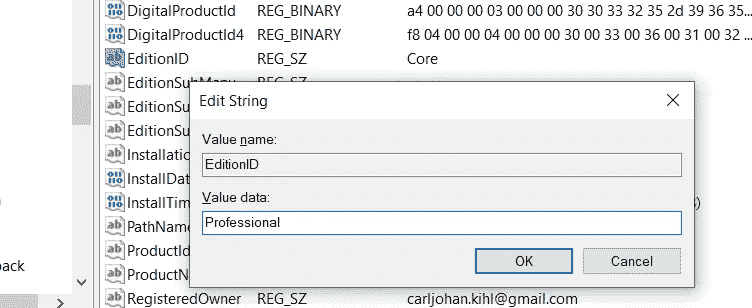 DigitalProductId REG_BINARY a4 00 00 00 03 00 00 00 30 30 33 32 35 2d 39 36 35...
DigitalProductId4 REG_BINARY f8 04 00 00 04 00 00 00 30 00 33 00 36 00 31 00 32 ...
EditionID REG_SZ Core
EditionSubManu REG_SZ
EditionSu
EditionSu
Installatio
InstallDat
InstallTim
PathName
ProductId
ProductN
RegisteredOwner REG_SZ carljohan.kihl@gmail.com
Edit String
Value name:
EditionID
Value data:
Professional
OK Cancel
back